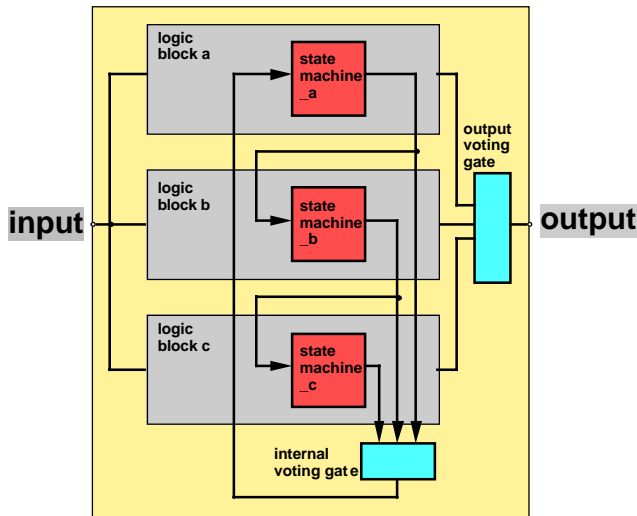 logic
block a
state
machine
_a
output
voting
gate
logic
block b
state
machine
_b
input
output
logic
block c
state
machine
_c
internal
voting gate